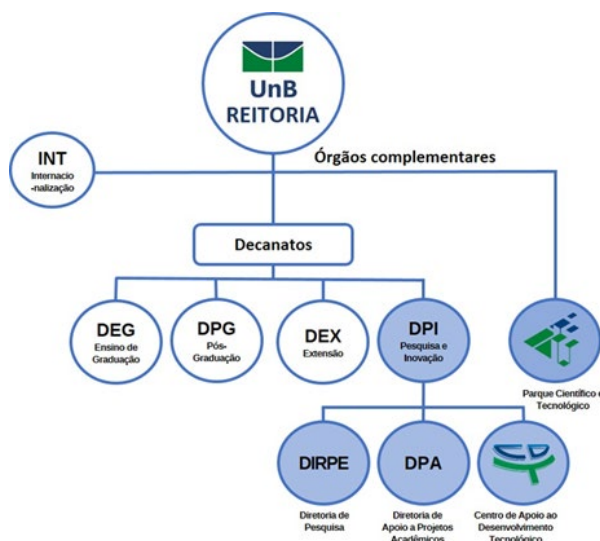 UnB
REITORIA
Órgãos complementares
INT
Internacio
-nalização
Decanatos
DEG
Ensino de
Graduação
DPG
Pós-
Graduação
DEX
Extensão
DPI
Pesquisa e
Inovação
Parque Científico e
Tecnológico
DIRPE
DPA
CDT
Diretoria de
Pesquisa
Diretoria de
Apoio a Projetos
Acadêmicos
Centro de Apoio ao
Desenvolvimento
Tecnológico